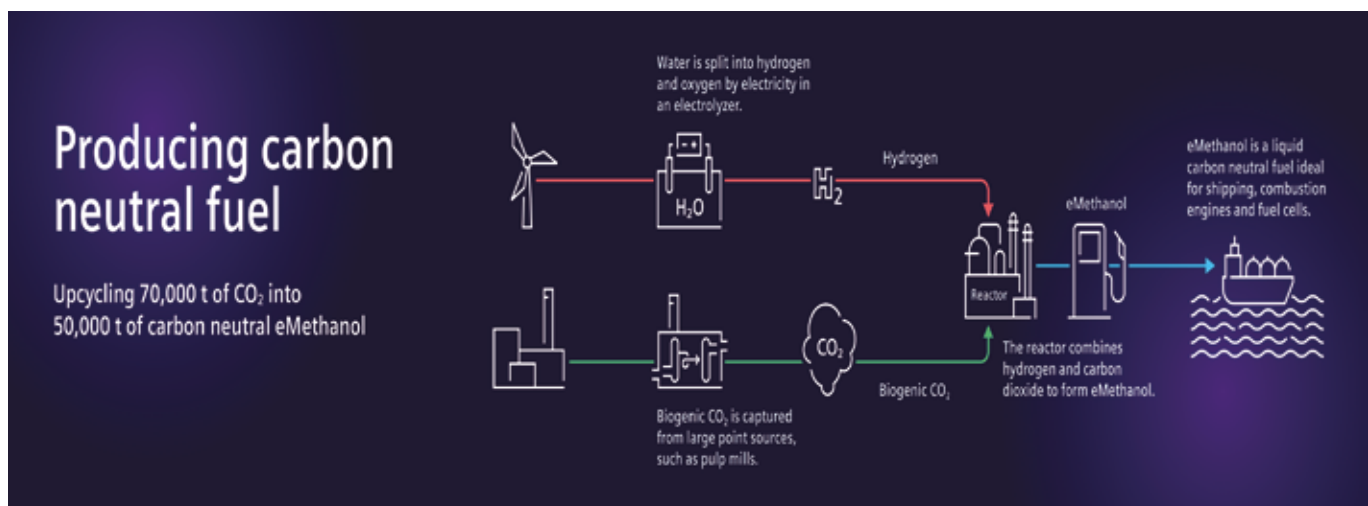 Producing carbon
neutral fuel
Upcycling 70,000 t of CO₂ into
50,000 t of carbon neutral eMethanol
Water is split into hydrogen
and oxygen by electricity in
an electrolyzer.
- +
H₂O
H₂
Hydrogen
Biogenic CO₂ is captured
from large point sources,
such as pulp mills.
CO₂
Biogenic CO₂
Reactor
The reactor combines
hydrogen and carbon
dioxide to form eMethanol.
eMethanol
eMethanol is a liquid
carbon neutral fuel ideal
for shipping, combustion
engines and fuel cells.